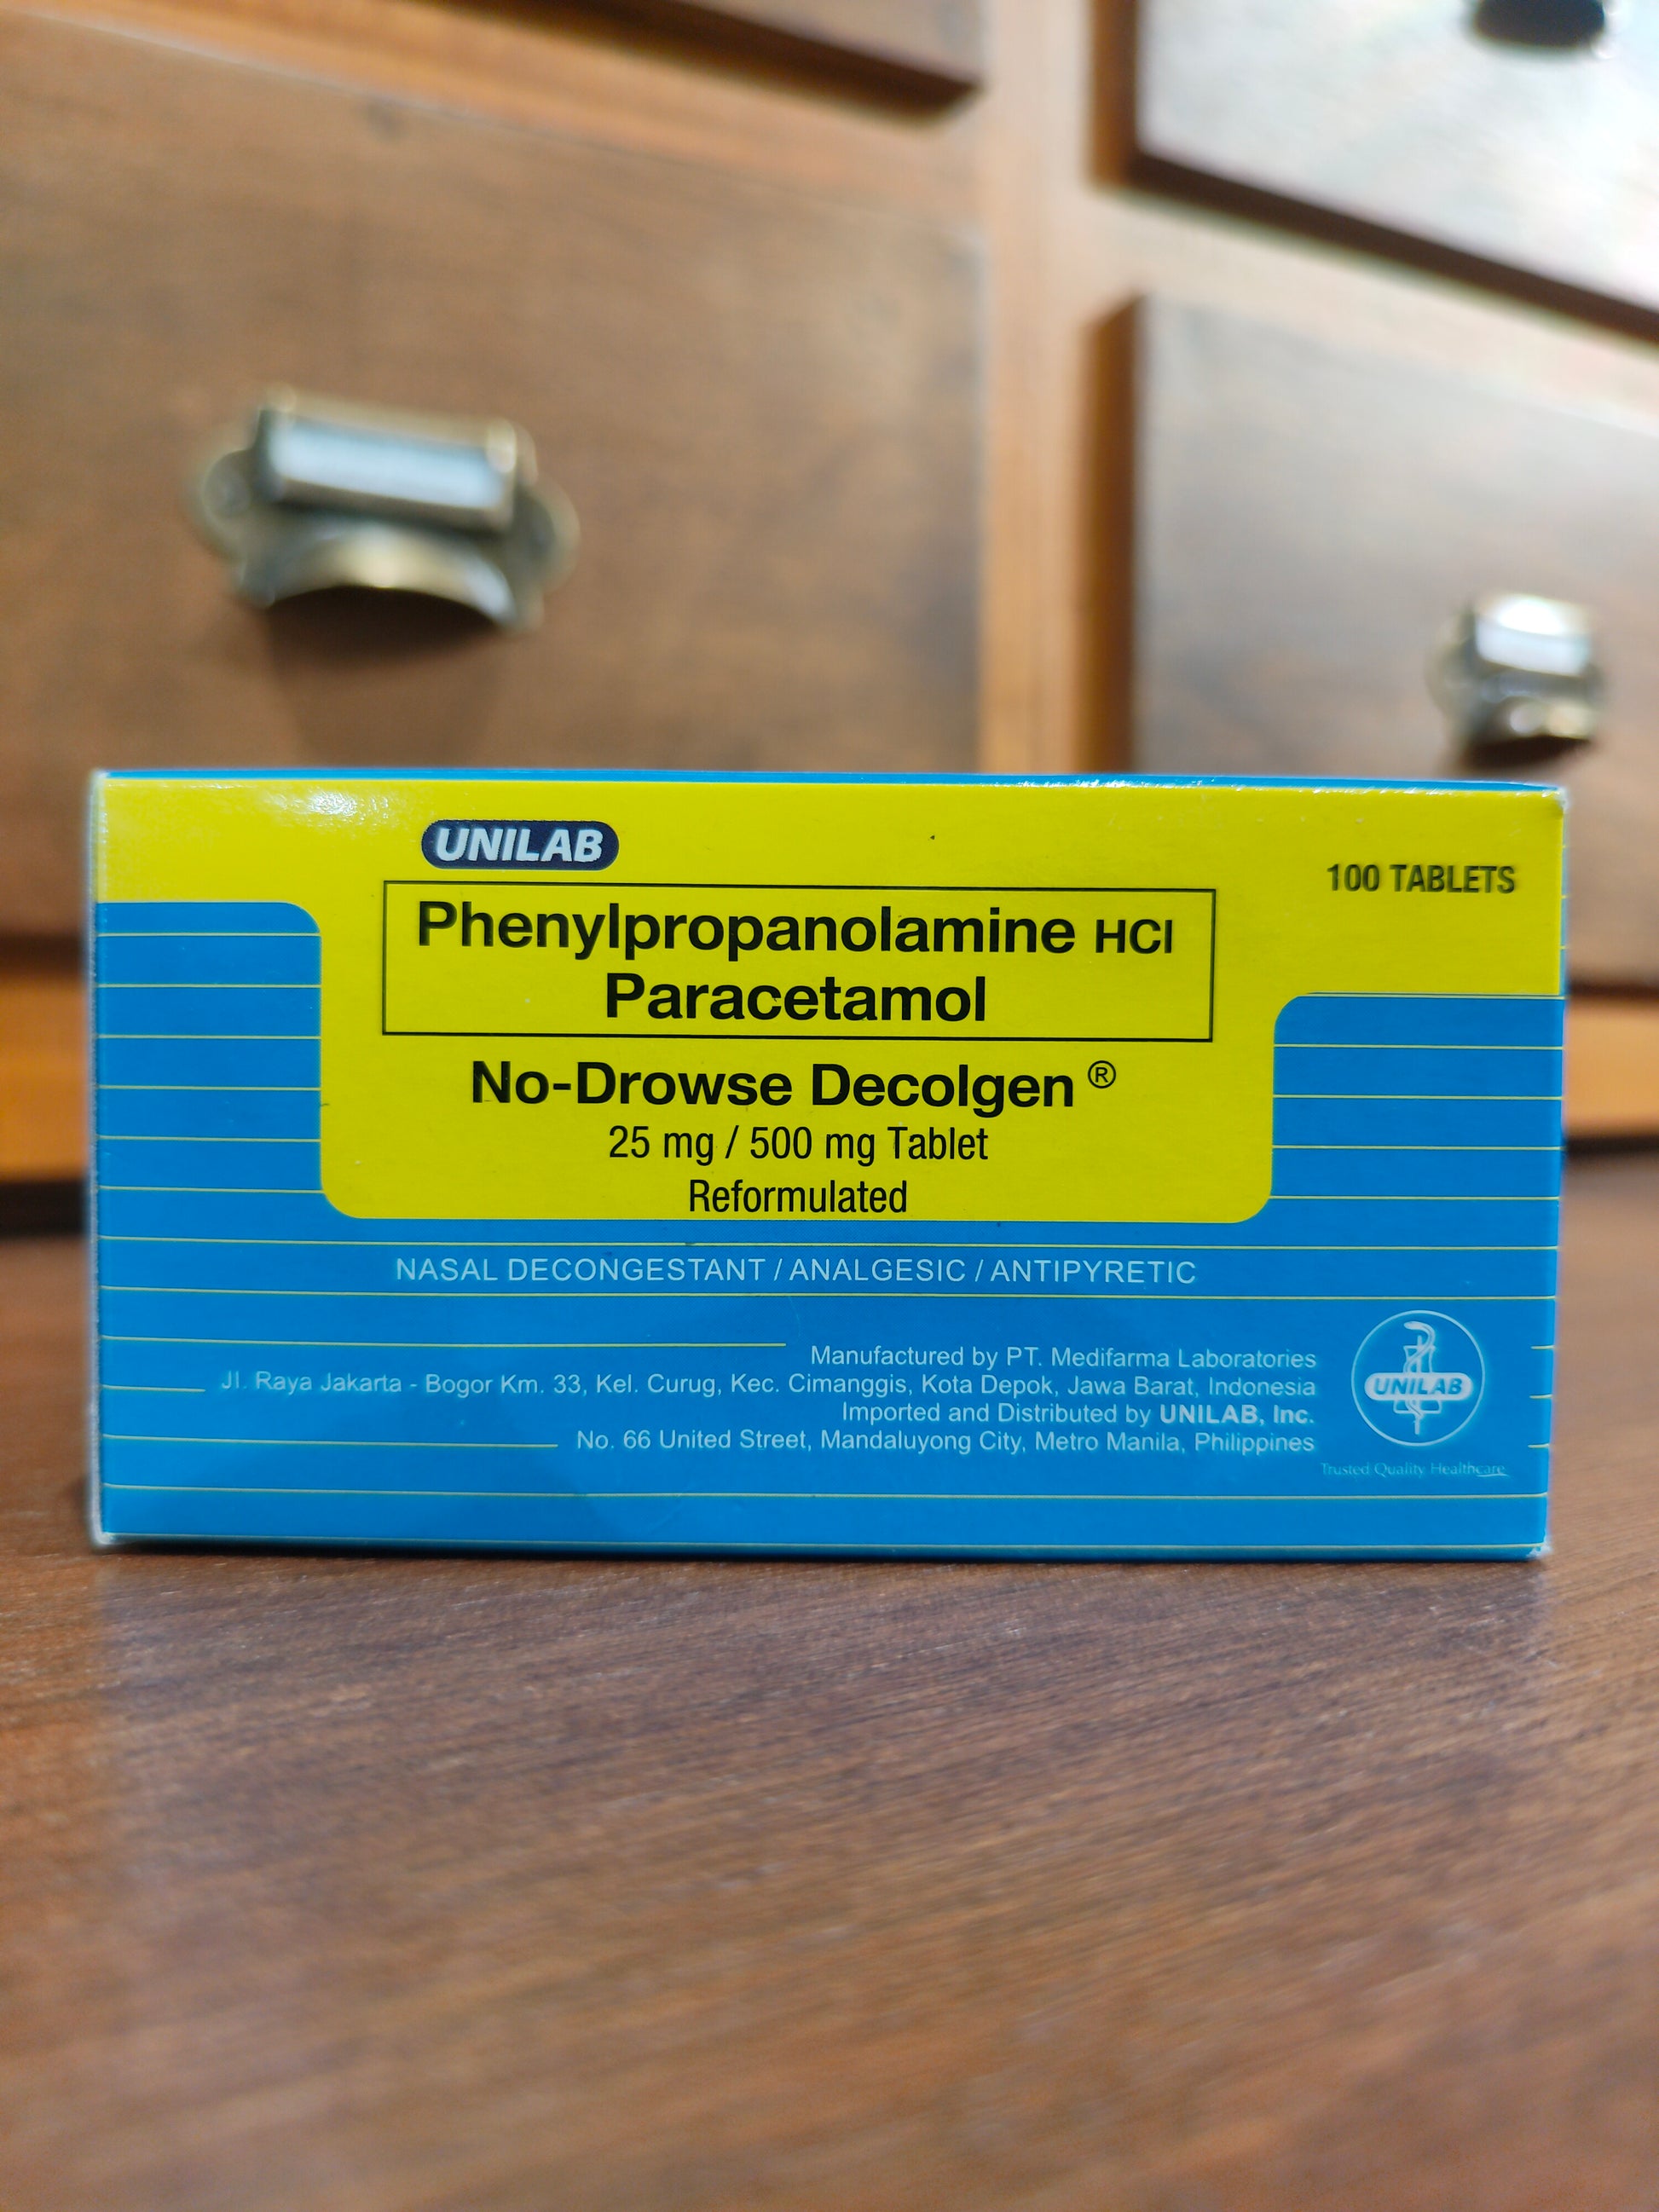 UNILAB
100 TABLETS
Phenylpropanolamine HCl
Paracetamol
No-Drowse Decolgen ®
25 mg / 500 mg Tablet
Reformulated
NASAL DECONGESTANT / ANALGESIC / ANTIPYRETIC
Manufactured by PT. Medifarma Laboratories
Jl. Raya Jakarta - Bogor Km. 33, Kel. Curug, Kec. Cimanggis, Kota Depok, Jawa Barat, Indonesia
Imported and Distributed by UNILAB, Inc.
No. 66 United Street, Mandaluyong City, Metro Manila, Philippines
UNILAB
Trusted Quality Healthcare